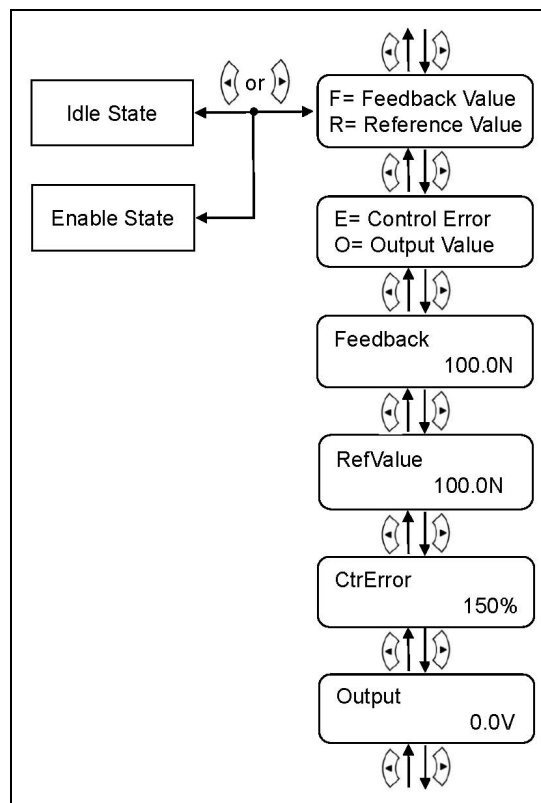 or
Idle State
F= Feedback Value
R= Reference Value
Enable State
E= Control Error
O= Output Value
Feedback
100.0N
RefValue
100.0N
CtrError
150%
Output
0.0V